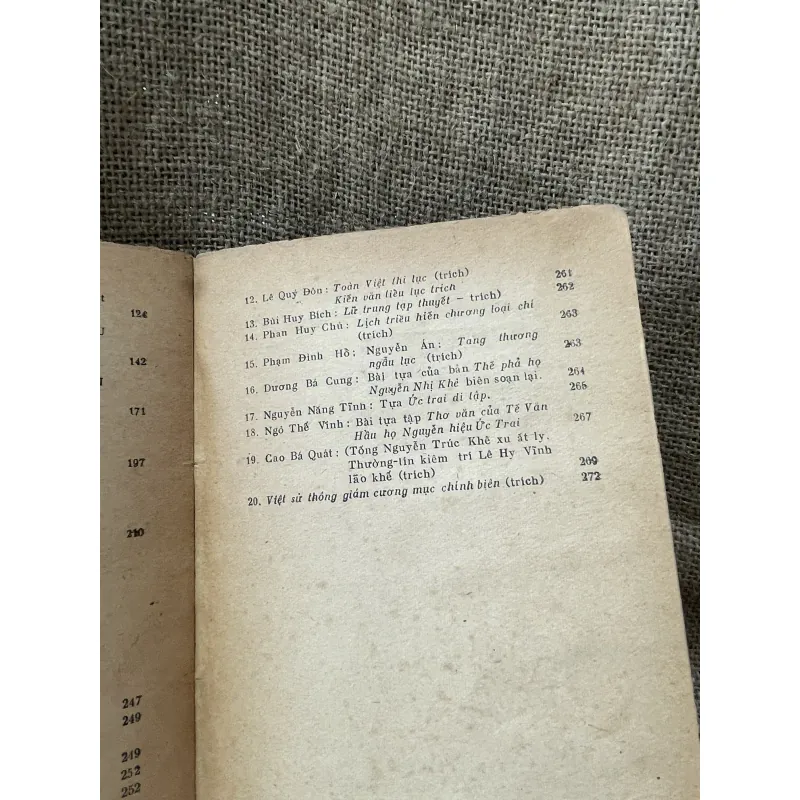 t
124
U
142
I
171
197
210
247
249
249
252
252
12. Lê Quý Đôn: Toàn Việt thi lục (trích) 261
Kiến văn tiểu lục trích 262
13. Bùi Huy Bích: Lữ trung tạp thuyết — trích)
14. Phan Huy Chú: Lịch triều hiến chương loại chí
(trích) 263
15. Phạm Đình Hổ: Nguyễn Án: Tang thương
ngẫu lục (trích) 263
16. Dương Bá Cung: Bài tựa của bản Thế phả họ
Nguyễn Nhị Khê biên soạn lại. 264
17. Nguyễn Năng Tĩnh: Tựa Ức trai di tập. 266
18. Ngô Thế Vinh: Bài tựa tập Thơ văn của Tế Văn
Hầu họ Nguyễn hiệu Ức Trai 267
19. Cao Bá Quát: (Tống Nguyễn Trúc Khê xu ất ly.
Thường-tín kiêm trí Lê Hy Vĩnh
lão khế (trích) 269
20. Việt sử thông giám cương mục chính biên (trích) 272